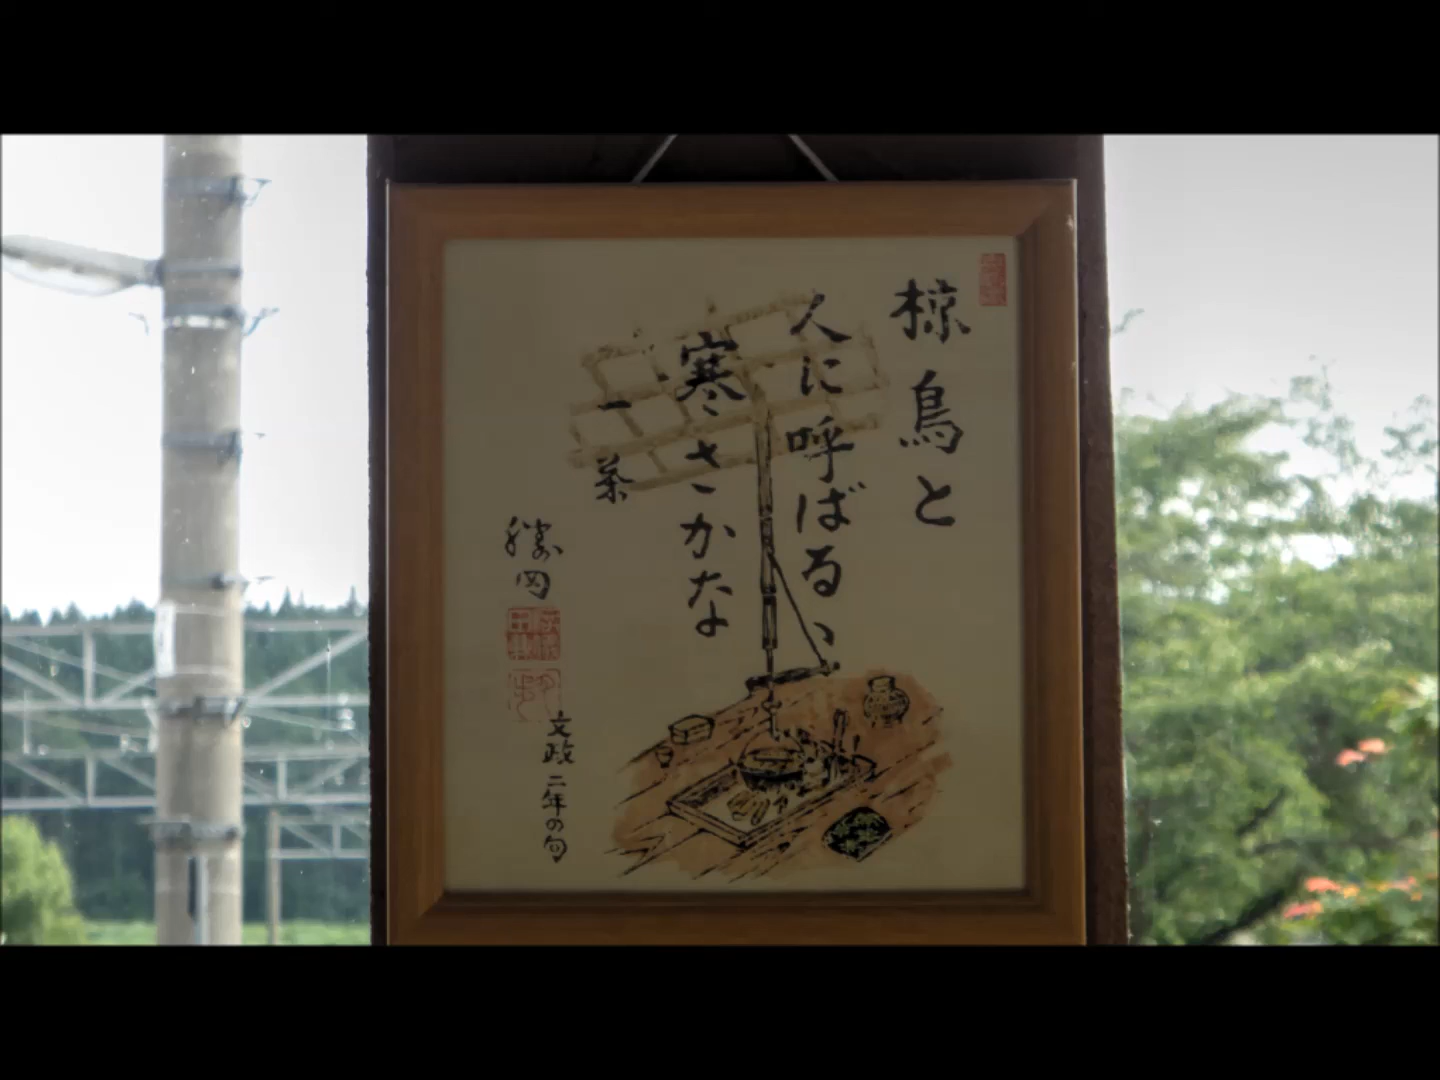 椋鳥と
人に呼ばるゝ
寒さかな
一茶
文政二年の句